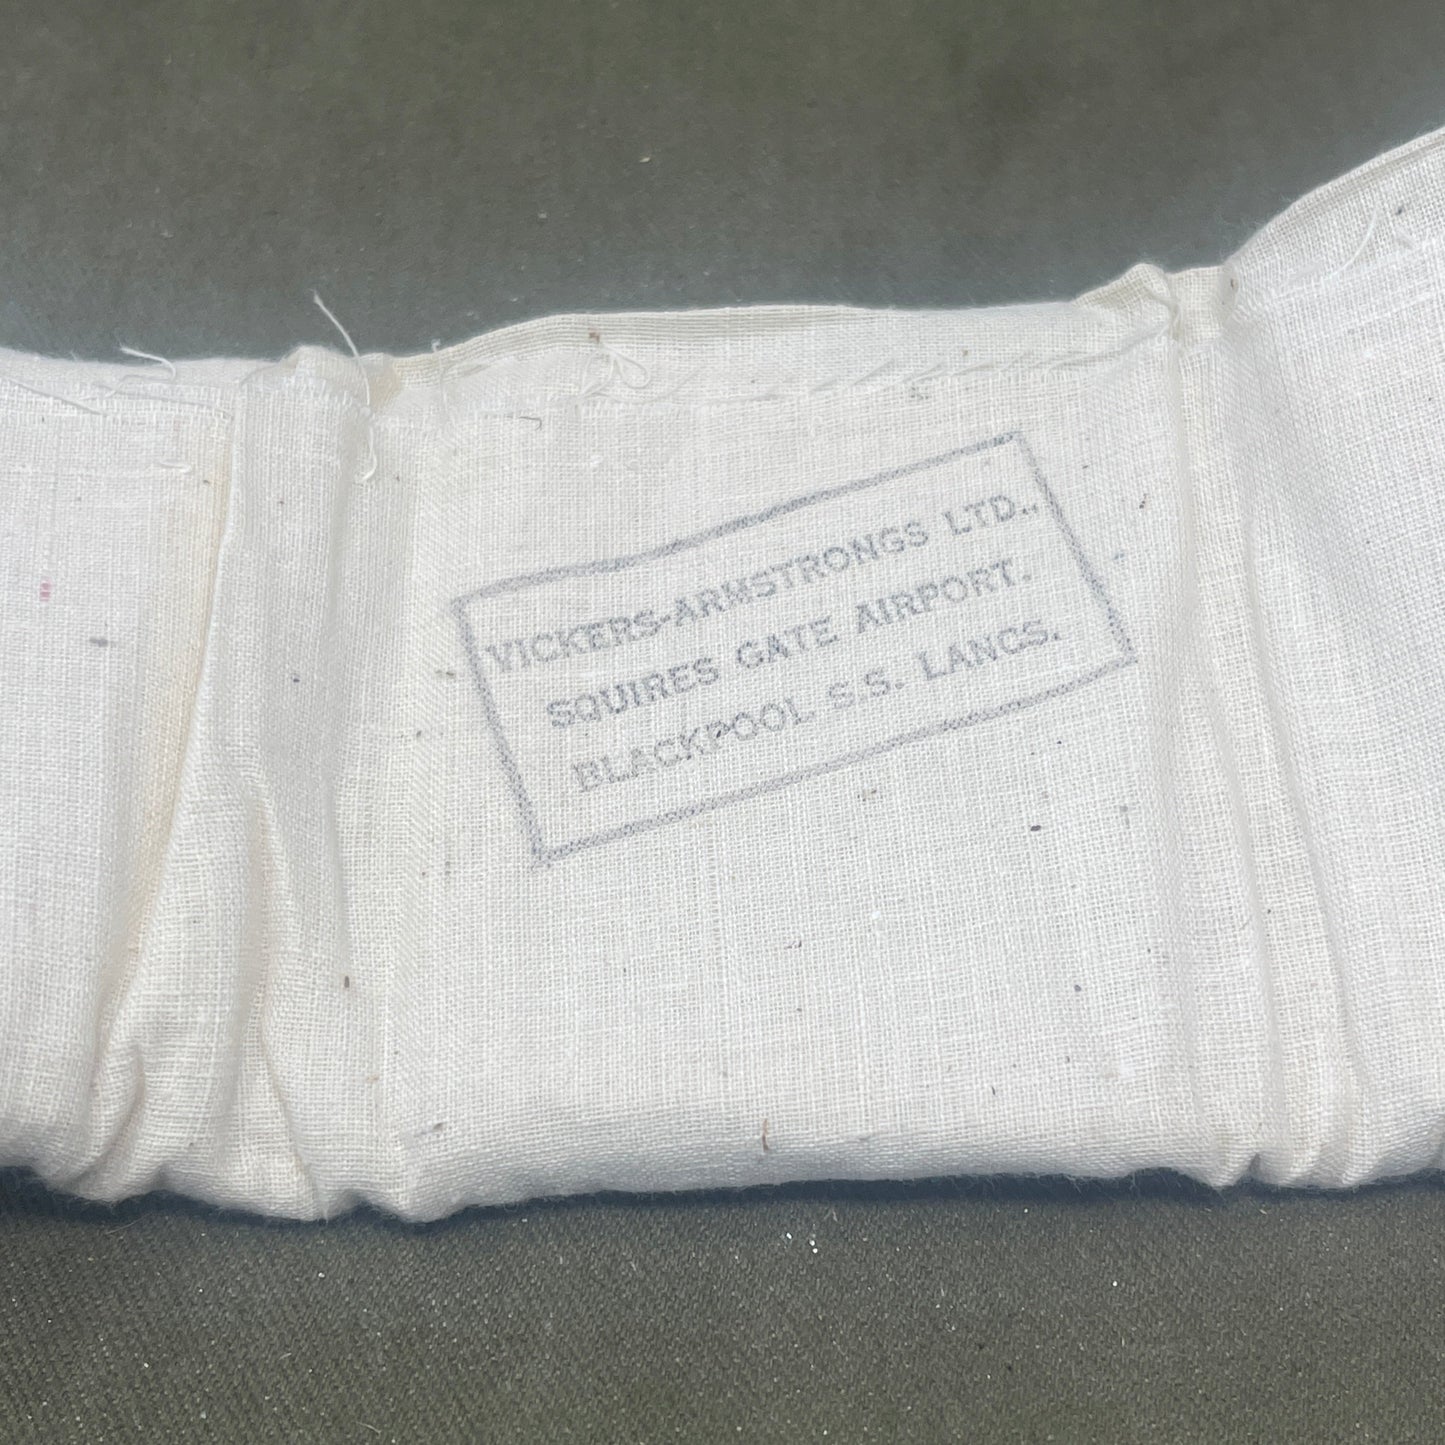 VICKERS-ARMSTRONGS LTD.,
SQUIRES GATE AIRPORT.
BLACKPOOL S.S. LANCS.